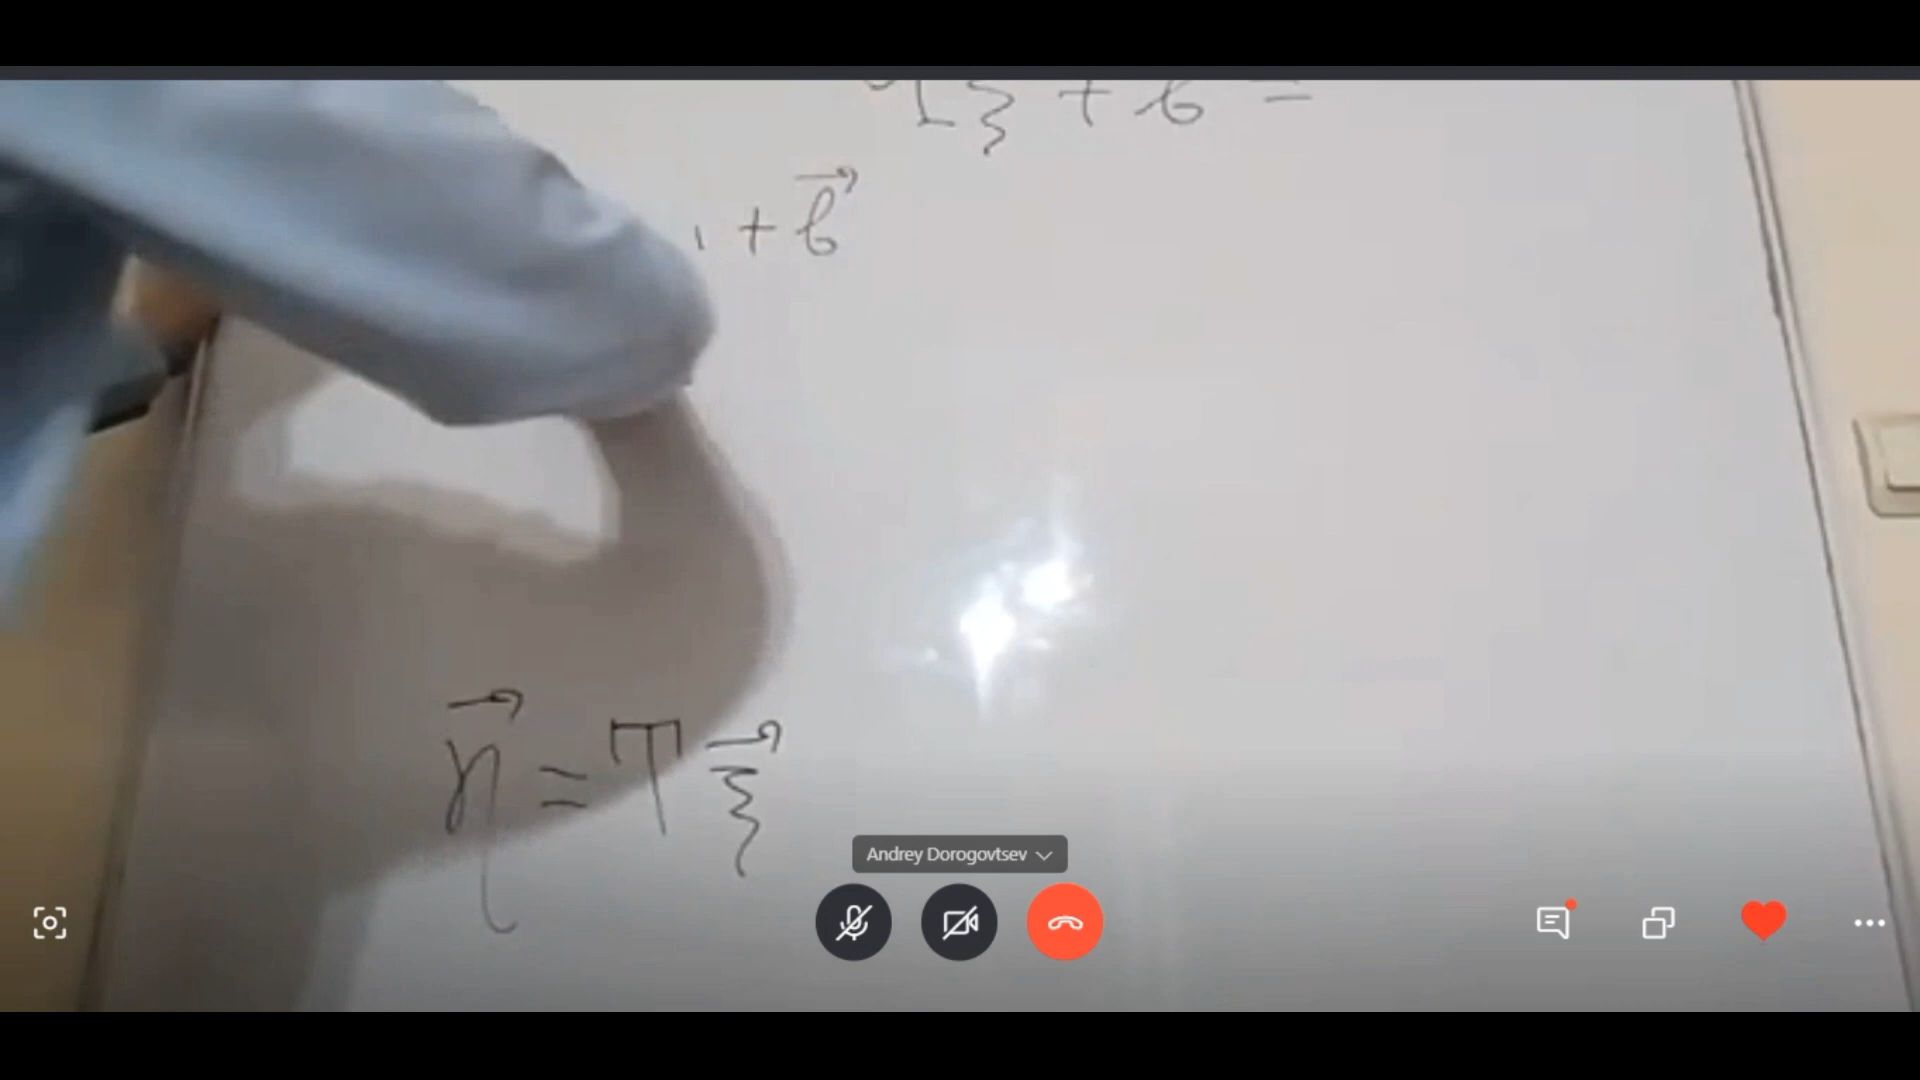 ξ + b =
+ b⃗
η⃗ = T ξ⃗
Andrey Dorogovtsev